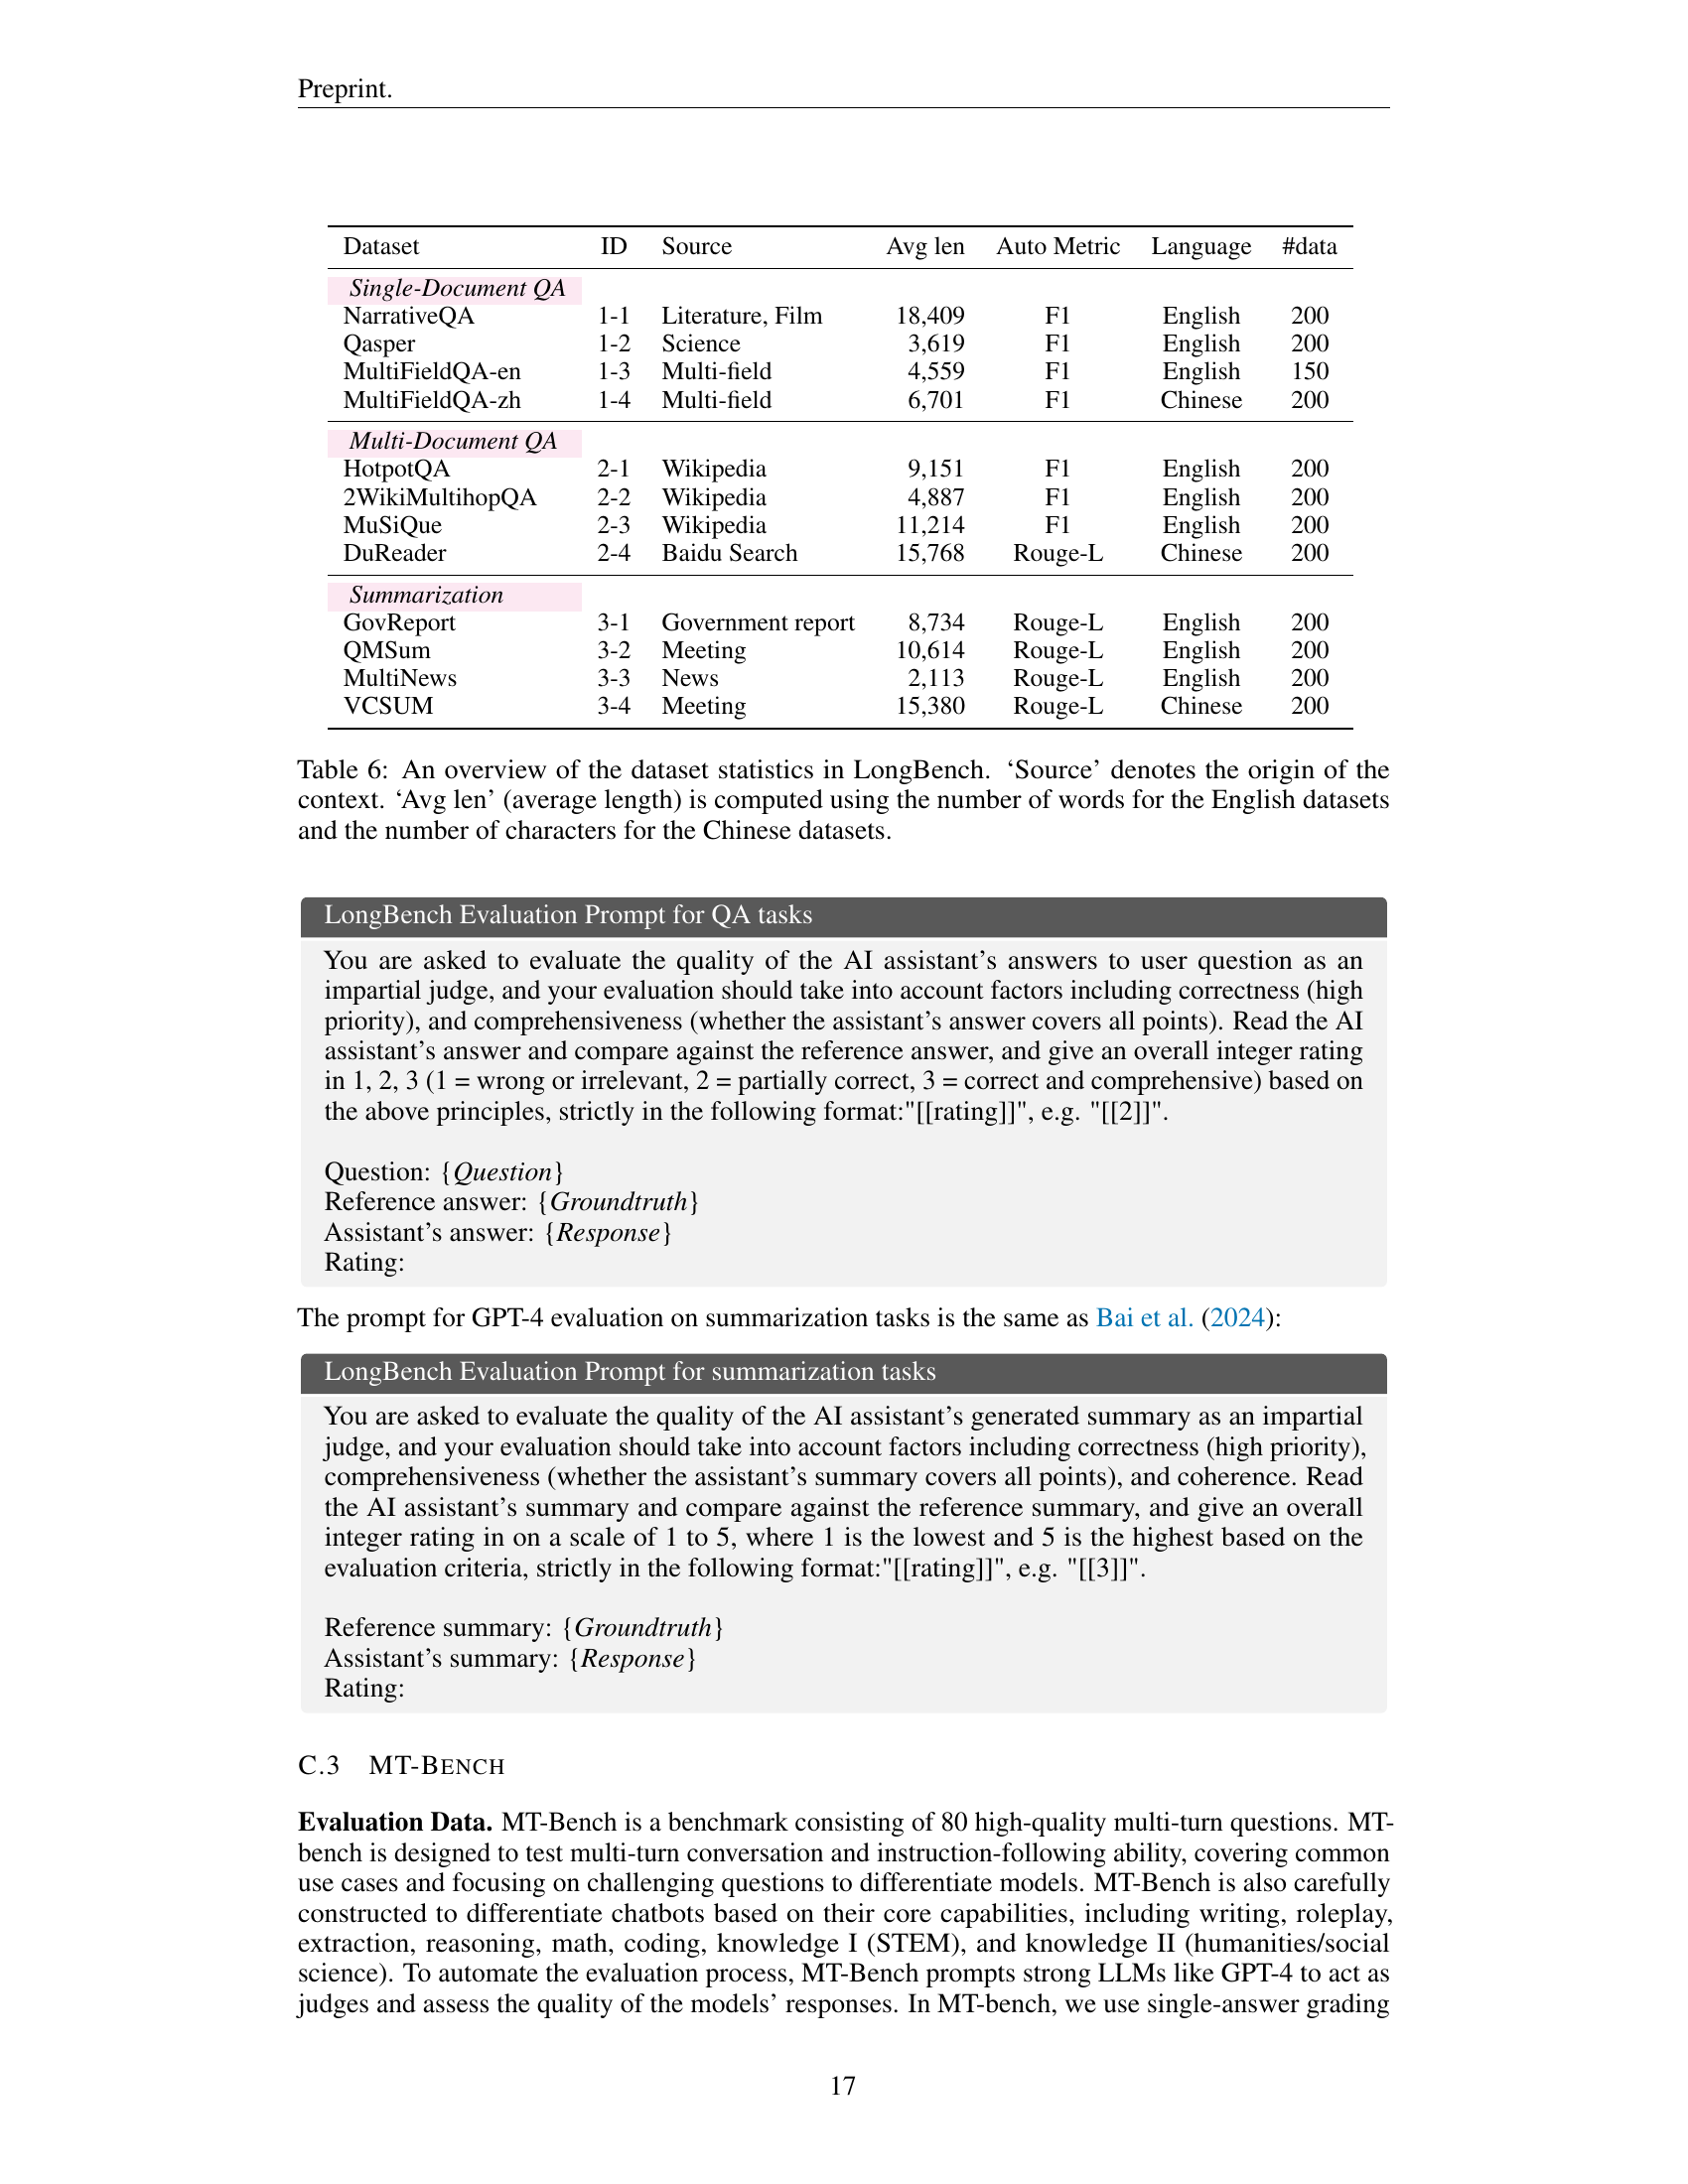 Preprint.
Dataset ID Source Avg len Auto Metric Language #data
Single-Document QA
NarrativeQA 1-1 Literature, Film 18,409 F1 English 200
Qasper 1-2 Science 3,619 F1 English 200
MultiFieldQA-en 1-3 Multi-field 4,559 F1 English 150
MultiFieldQA-zh 1-4 Multi-field 6,701 F1 Chinese 200
Multi-Document QA
HotpotQA 2-1 Wikipedia 9,151 F1 English 200
2WikiMultihopQA 2-2 Wikipedia 4,887 F1 English 200
MuSiQue 2-3 Wikipedia 11,214 F1 English 200
DuReader 2-4 Baidu Search 15,768 Rouge-L Chinese 200
Summarization
GovReport 3-1 Government report 8,734 Rouge-L English 200
QMSum 3-2 Meeting 10,614 Rouge-L English 200
MultiNews 3-3 News 2,113 Rouge-L English 200
VCSUM 3-4 Meeting 15,380 Rouge-L Chinese 200
Table 6: An overview of the dataset statistics in LongBench. ‘Source’ denotes the origin of the
context. ‘Avg len’ (average length) is computed using the number of words for the English datasets
and the number of characters for the Chinese datasets.
LongBench Evaluation Prompt for QA tasks
You are asked to evaluate the quality of the AI assistant’s answers to user question as an
impartial judge, and your evaluation should take into account factors including correctness (high
priority), and comprehensiveness (whether the assistant’s answer covers all points). Read the AI
assistant’s answer and compare against the reference answer, and give an overall integer rating
in 1, 2, 3 (1 = wrong or irrelevant, 2 = partially correct, 3 = correct and comprehensive) based on
the above principles, strictly in the following format:"[[rating]]", e.g. "[[2]]".
Question: {Question}
Reference answer: {Groundtruth}
Assistant’s answer: {Response}
Rating:
The prompt for GPT-4 evaluation on summarization tasks is the same as Bai et al. (2024):
LongBench Evaluation Prompt for summarization tasks
You are asked to evaluate the quality of the AI assistant’s generated summary as an impartial
judge, and your evaluation should take into account factors including correctness (high priority),
comprehensiveness (whether the assistant’s summary covers all points), and coherence. Read
the AI assistant’s summary and compare against the reference summary, and give an overall
integer rating in on a scale of 1 to 5, where 1 is the lowest and 5 is the highest based on the
evaluation criteria, strictly in the following format:"[[rating]]", e.g. "[[3]]".
Reference summary: {Groundtruth}
Assistant’s summary: {Response}
Rating:
C.3 MT-BENCH
Evaluation Data. MT-Bench is a benchmark consisting of 80 high-quality multi-turn questions. MT-
bench is designed to test multi-turn conversation and instruction-following ability, covering common
use cases and focusing on challenging questions to differentiate models. MT-Bench is also carefully
constructed to differentiate chatbots based on their core capabilities, including writing, roleplay,
extraction, reasoning, math, coding, knowledge I (STEM), and knowledge II (humanities/social
science). To automate the evaluation process, MT-Bench prompts strong LLMs like GPT-4 to act as
judges and assess the quality of the models’ responses. In MT-bench, we use single-answer grading
17